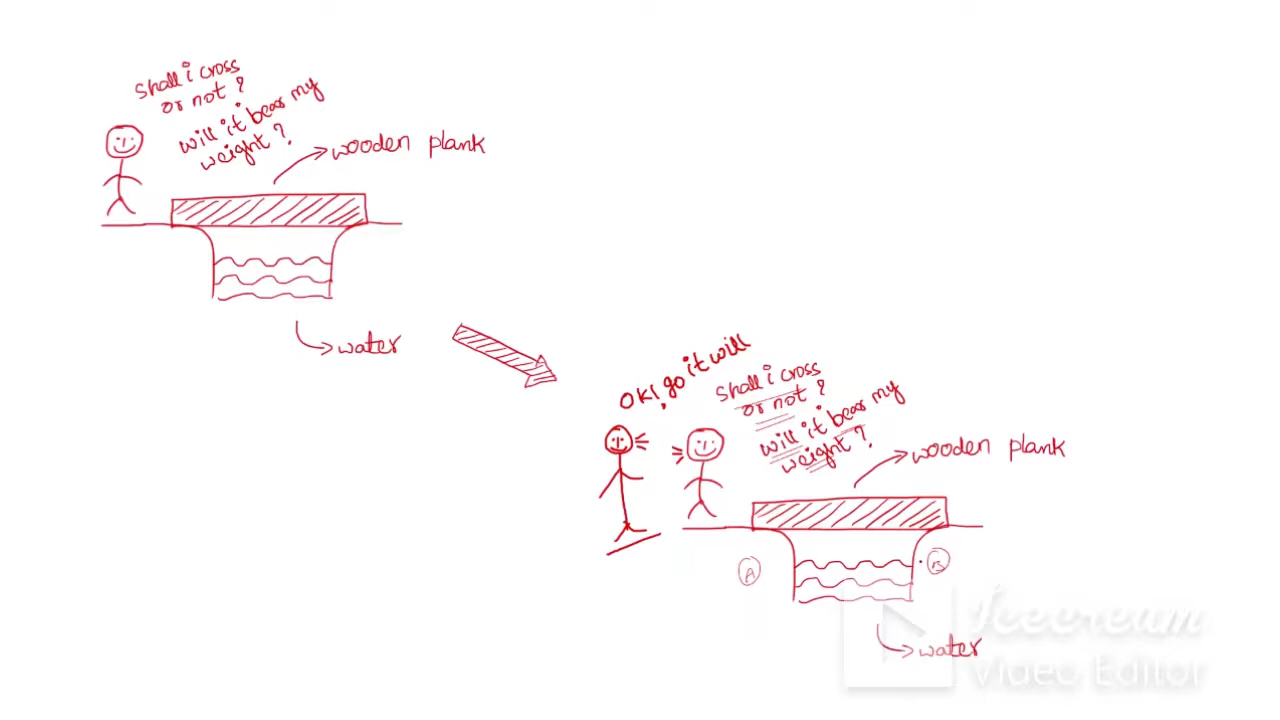 Shall i cross
or not ?
will it bear my
weight ?
wooden plank
water
OK!, go it will
Shall i cross
or not ?
will it bear my
weight ?
wooden plank
A
B
water
Icecream
Video Editor